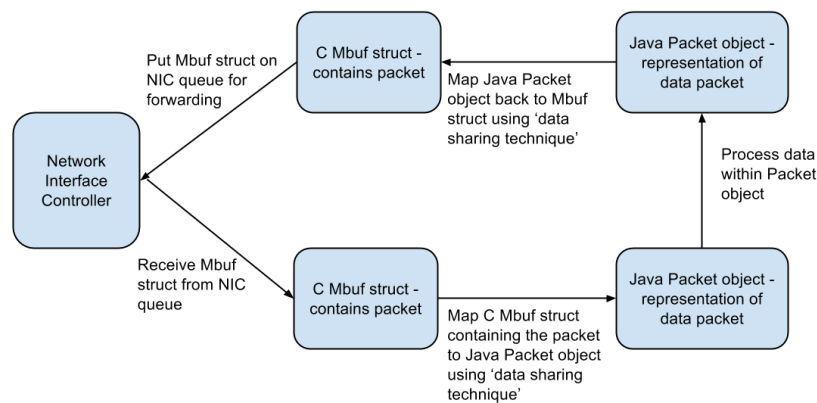 Put Mbuf struct on
NIC queue for
forwarding
C Mbuf struct -
contains packet
Map Java Packet
object back to Mbuf
struct using ‘data
sharing technique’
Java Packet object -
representation of
data packet
Network
Interface
Controller
Process data
within Packet
object
Receive Mbuf
struct from NIC
queue
C Mbuf struct -
contains packet
Map C Mbuf struct
containing the packet
to Java Packet object
using ‘data sharing
technique’
Java Packet object -
representation of
data packet